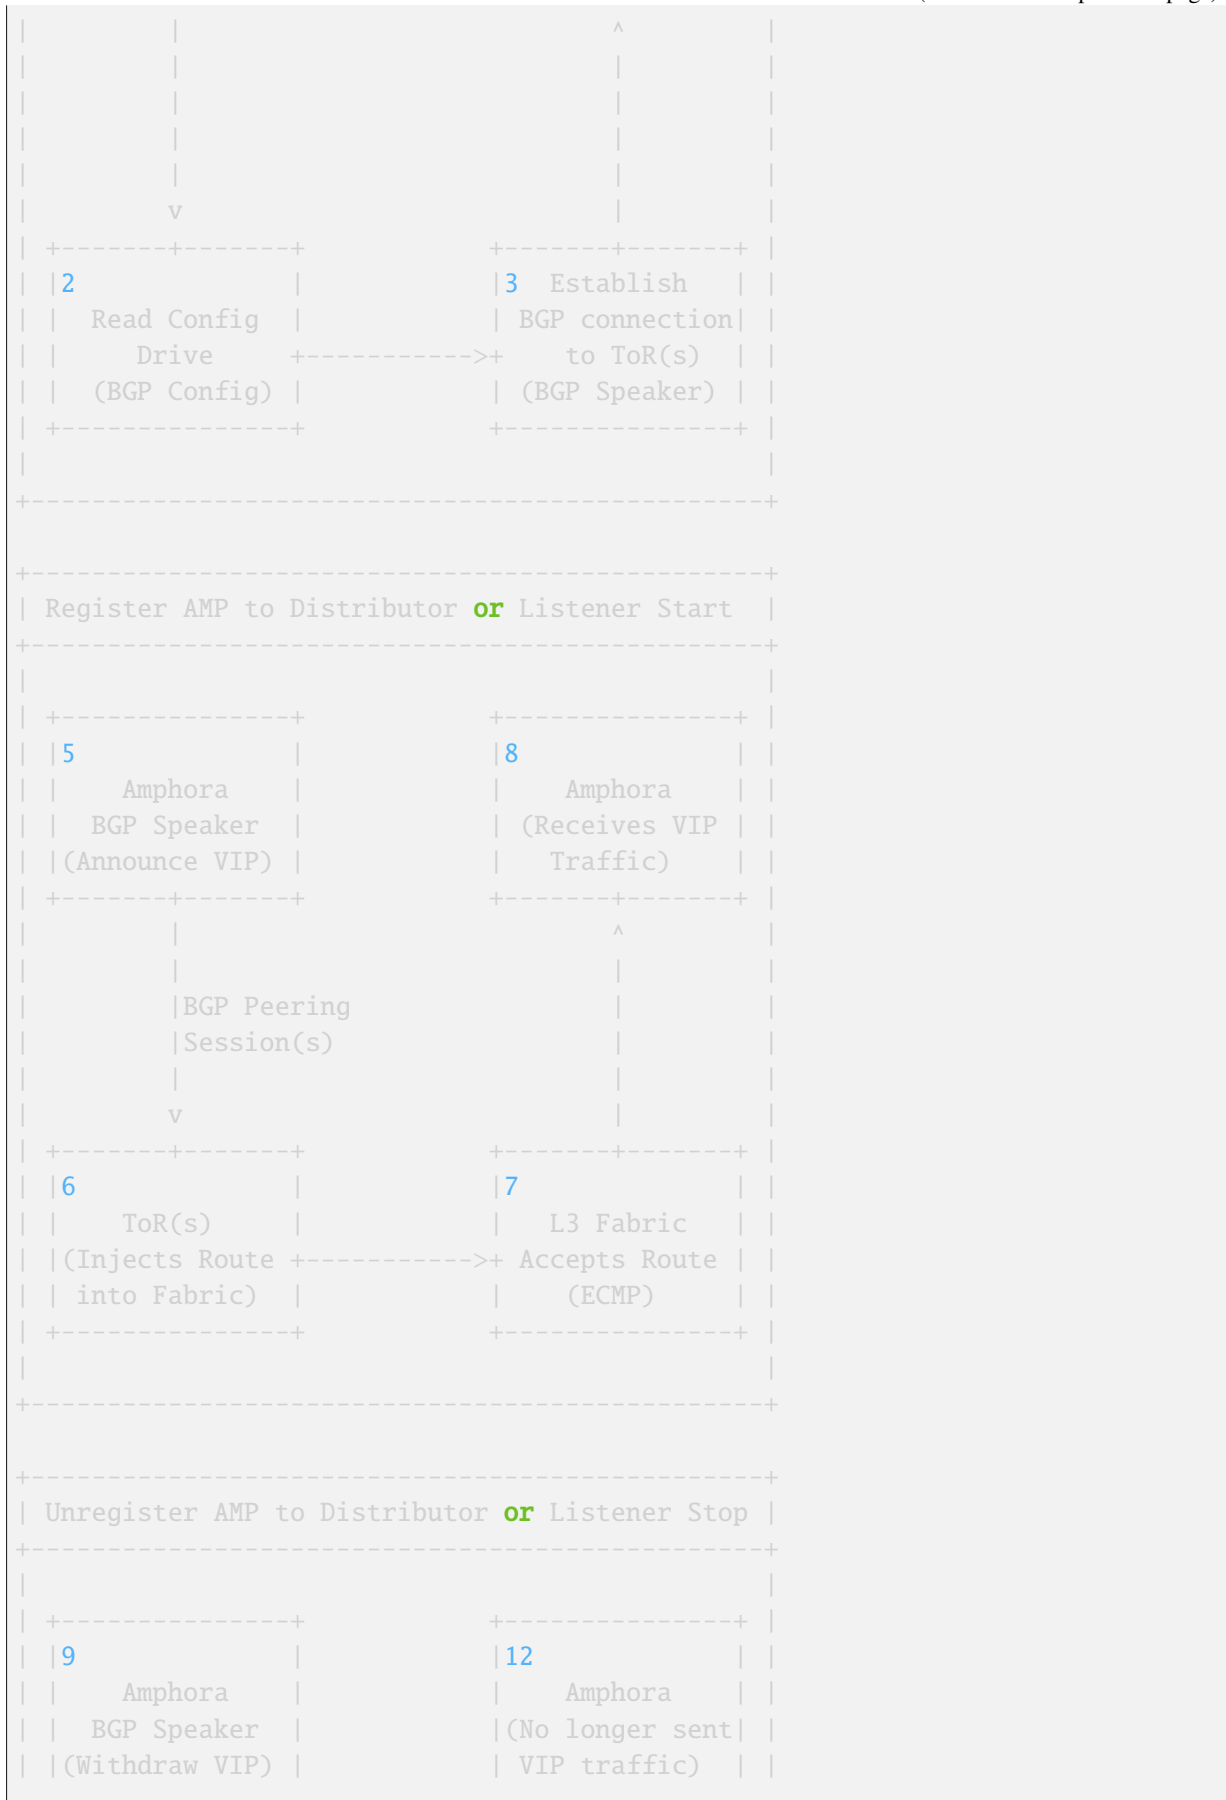 |         |                            ^         |
|         |                            |         |
|         |                            |         |
|         |                            |         |
|         |                            |         |
|         v                            |         |
| +-------+-------+            +-------+-------+ |
| |2              |            |3  Establish   | |
| |  Read Config  |            | BGP connection| |
| |     Drive     +----------->+    to ToR(s)  | |
| |  (BGP Config) |            | (BGP Speaker) | |
| +---------------+            +---------------+ |
|                                                |
+------------------------------------------------+
+------------------------------------------------+
| Register AMP to Distributor or Listener Start  |
+------------------------------------------------+
|                                                |
| +---------------+            +---------------+ |
| |5              |            |8              | |
| |    Amphora    |            |    Amphora    | |
| |  BGP Speaker  |            | (Receives VIP | |
| |(Announce VIP) |            |   Traffic)    | |
| +-------+-------+            +-------+-------+ |
|         |                            ^         |
|         |                            |         |
|         |BGP Peering                 |         |
|         |Session(s)                  |         |
|         |                            |         |
|         v                            |         |
| +-------+-------+            +-------+-------+ |
| |6              |            |7              | |
| |    ToR(s)     |            |   L3 Fabric   | |
| |(Injects Route +----------->+ Accepts Route | |
| | into Fabric)  |            |    (ECMP)     | |
| +---------------+            +---------------+ |
|                                                |
+------------------------------------------------+
+------------------------------------------------+
| Unregister AMP to Distributor or Listener Stop |
+------------------------------------------------+
|                                                |
| +---------------+            +---------------+ |
| |9              |            |12             | |
| |    Amphora    |            |    Amphora    | |
| |  BGP Speaker  |            |(No longer sent| |
| |(Withdraw VIP) |            | VIP traffic)  | |